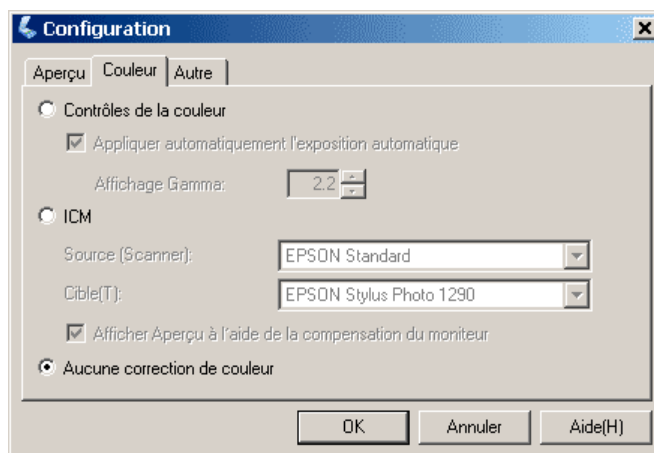 Configuration
Aperçu Couleur Autre
Contrôles de la couleur
Appliquer automatiquement l'exposition automatique
Affichage Gamma: 2.2
ICM
Source (Scanner): EPSON Standard
Cible(T): EPSON Stylus Photo 1290
Afficher Aperçu à l'aide de la compensation du moniteur
Aucune correction de couleur
OK Annuler Aide(H)